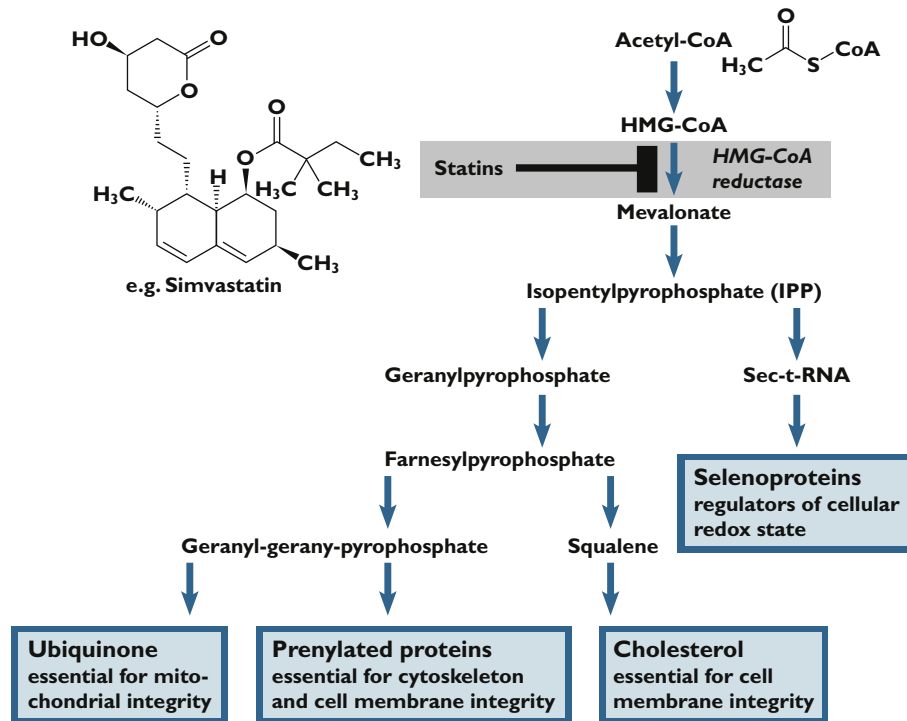 HO
O
O
O
O
CH3
H
CH3
CH3
H3C
CH3
e.g. Simvastatin
Acetyl-CoA
O
H3C
S
CoA
HMG-CoA
Statins
HMG-CoA
reductase
Mevalonate
Isopentylpyrophosphate (IPP)
Geranylpyrophosphate
Sec-t-RNA
Farnesylpyrophosphate
Selenoproteins
regulators of cellular
redox state
Geranyl-gerany-pyrophosphate
Squalene
Ubiquinone
essential for mito-
chondrial integrity
Prenylated proteins
essential for cytoskeleton
and cell membrane integrity
Cholesterol
essential for cell
membrane integrity